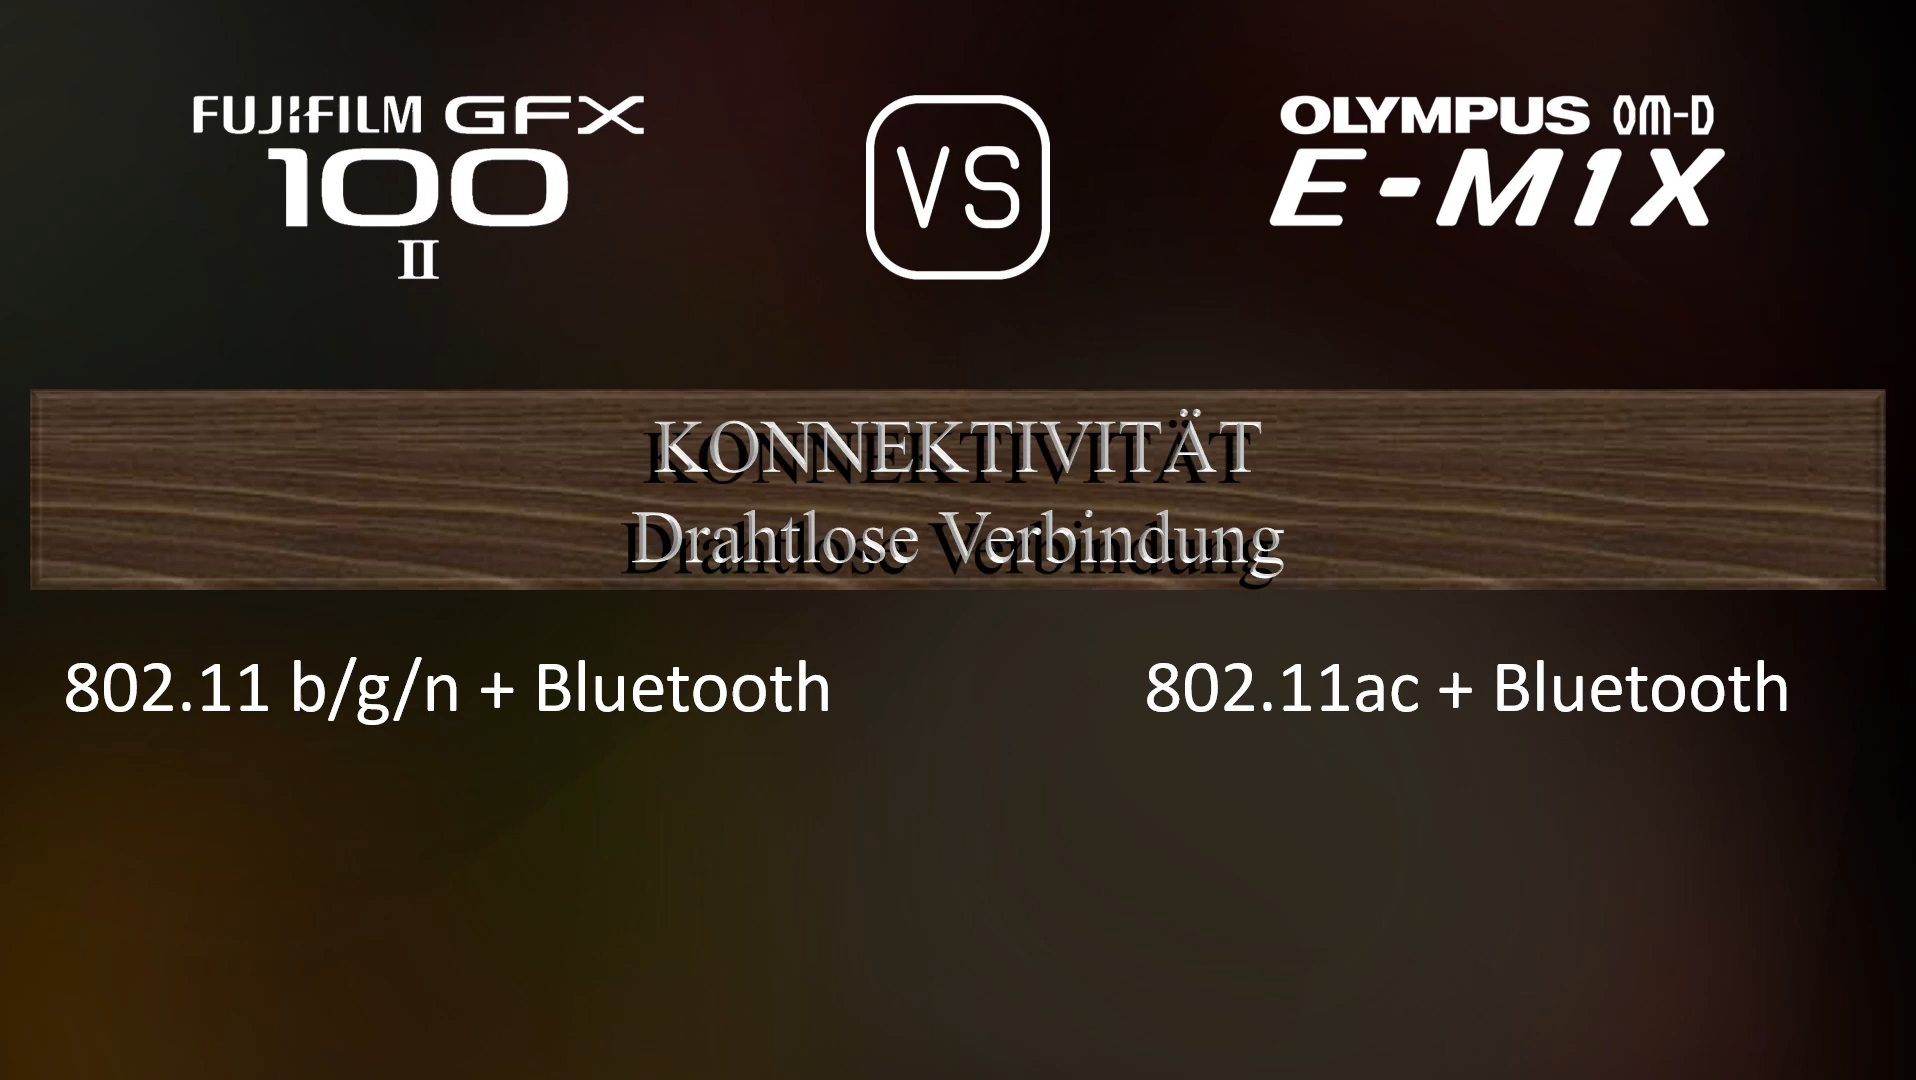 FUJIFILM GFX
100
II
VS
OLYMPUS OM-D
E-M1X
KONNEKTIVITÄT
Drahtlose Verbindung
802.11 b/g/n + Bluetooth
802.11ac + Bluetooth